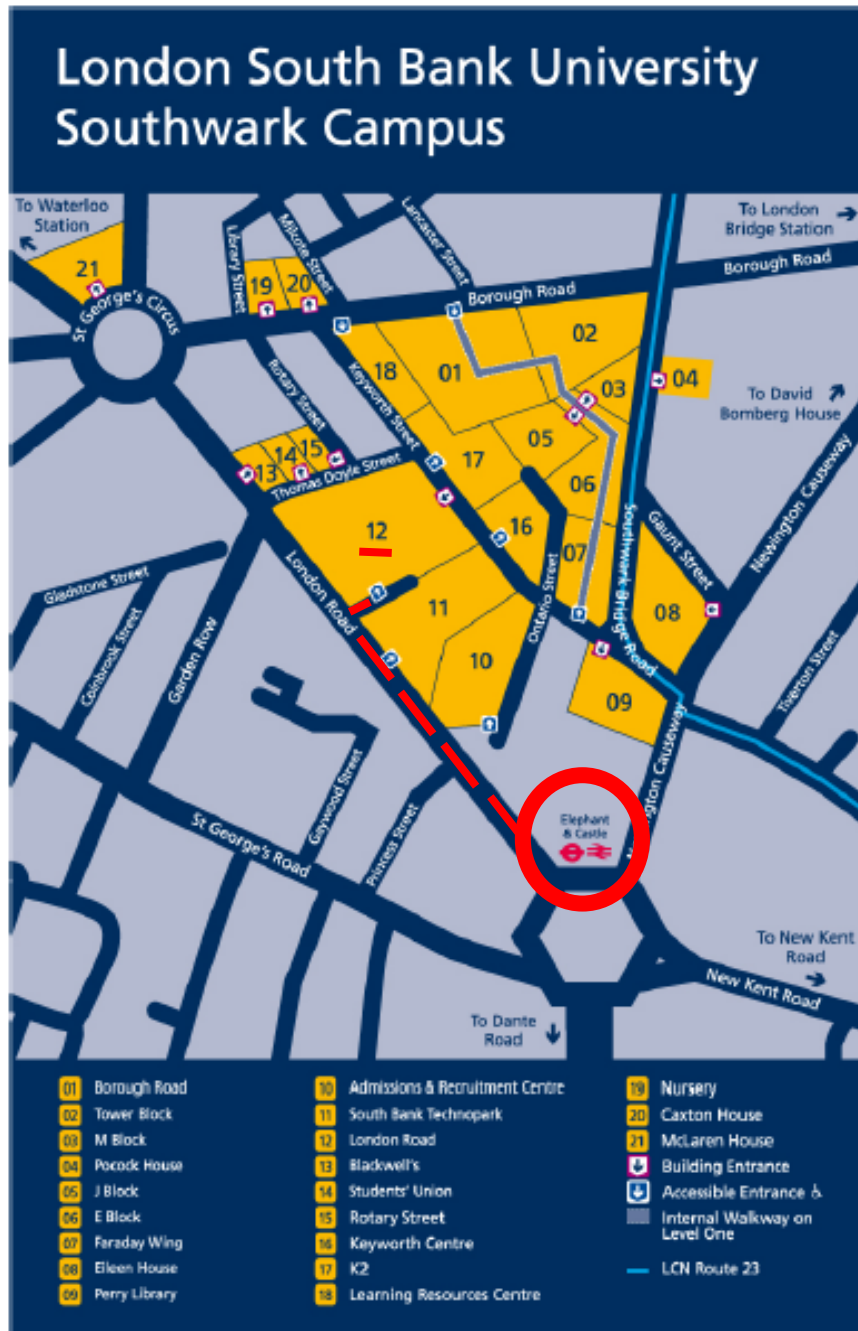 London South Bank University
Southwark Campus
To Waterloo
Station
To London
Bridge Station
Library Street
Milcote Street
Lancaster Street
Borough Road
Borough Road
21
19
20
St George's Circus
02
01
18
03
04
To David
Bomberg House
Rotary Street
Keyworth Street
05
17
13
14
15
Thomas Doyle Street
06
16
07
12
Southwark Bridge Road
Gaunt Street
Newington Causeway
London Road
Gladstone Street
Colnbrook Street
Garden Row
11
10
Ontario Street
08
09
Tiverton Street
Newington Causeway
Gaywood Street
Princess Street
St George's Road
Elephant
& Castle
To New Kent
Road
New Kent Road
To Dante
Road
01 Borough Road
02 Tower Block
03 M Block
04 Pocock House
05 J Block
06 E Block
07 Faraday Wing
08 Eileen House
09 Perry Library
10 Admissions & Recruitment Centre
11 South Bank Technopark
12 London Road
13 Blackwell's
14 Students' Union
15 Rotary Street
16 Keyworth Centre
17 K2
18 Learning Resources Centre
19 Nursery
20 Caxton House
21 McLaren House
Building Entrance
Accessible Entrance
Internal Walkway on
Level One
LCN Route 23